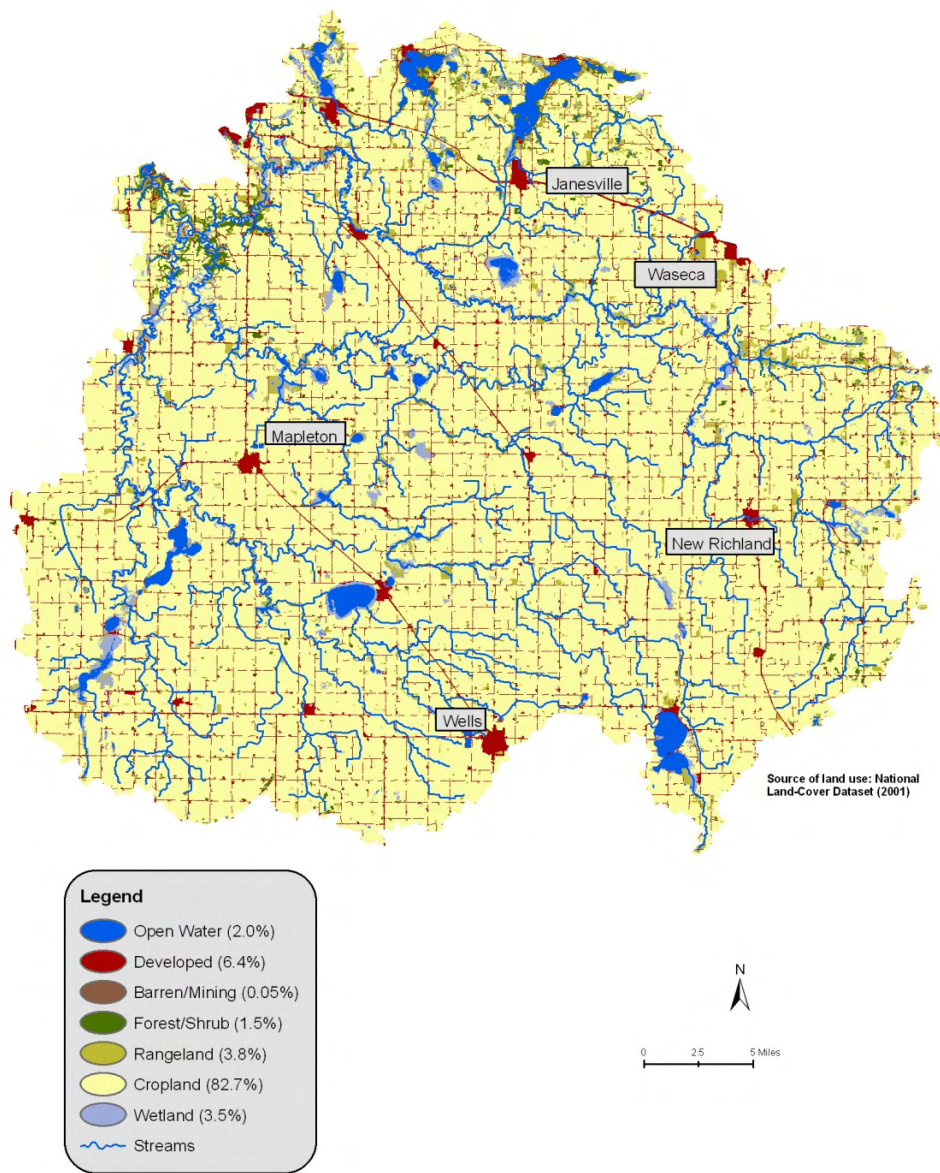 Janesville
Waseca
Mapleton
New Richland
Wells
Source of land use: National
Land-Cover Dataset (2001)
Legend
Open Water (2.0%)
Developed (6.4%)
Barren/Mining (0.05%)
Forest/Shrub (1.5%)
Rangeland (3.8%)
Cropland (82.7%)
Wetland (3.5%)
Streams
N
0 2.5 5 Miles